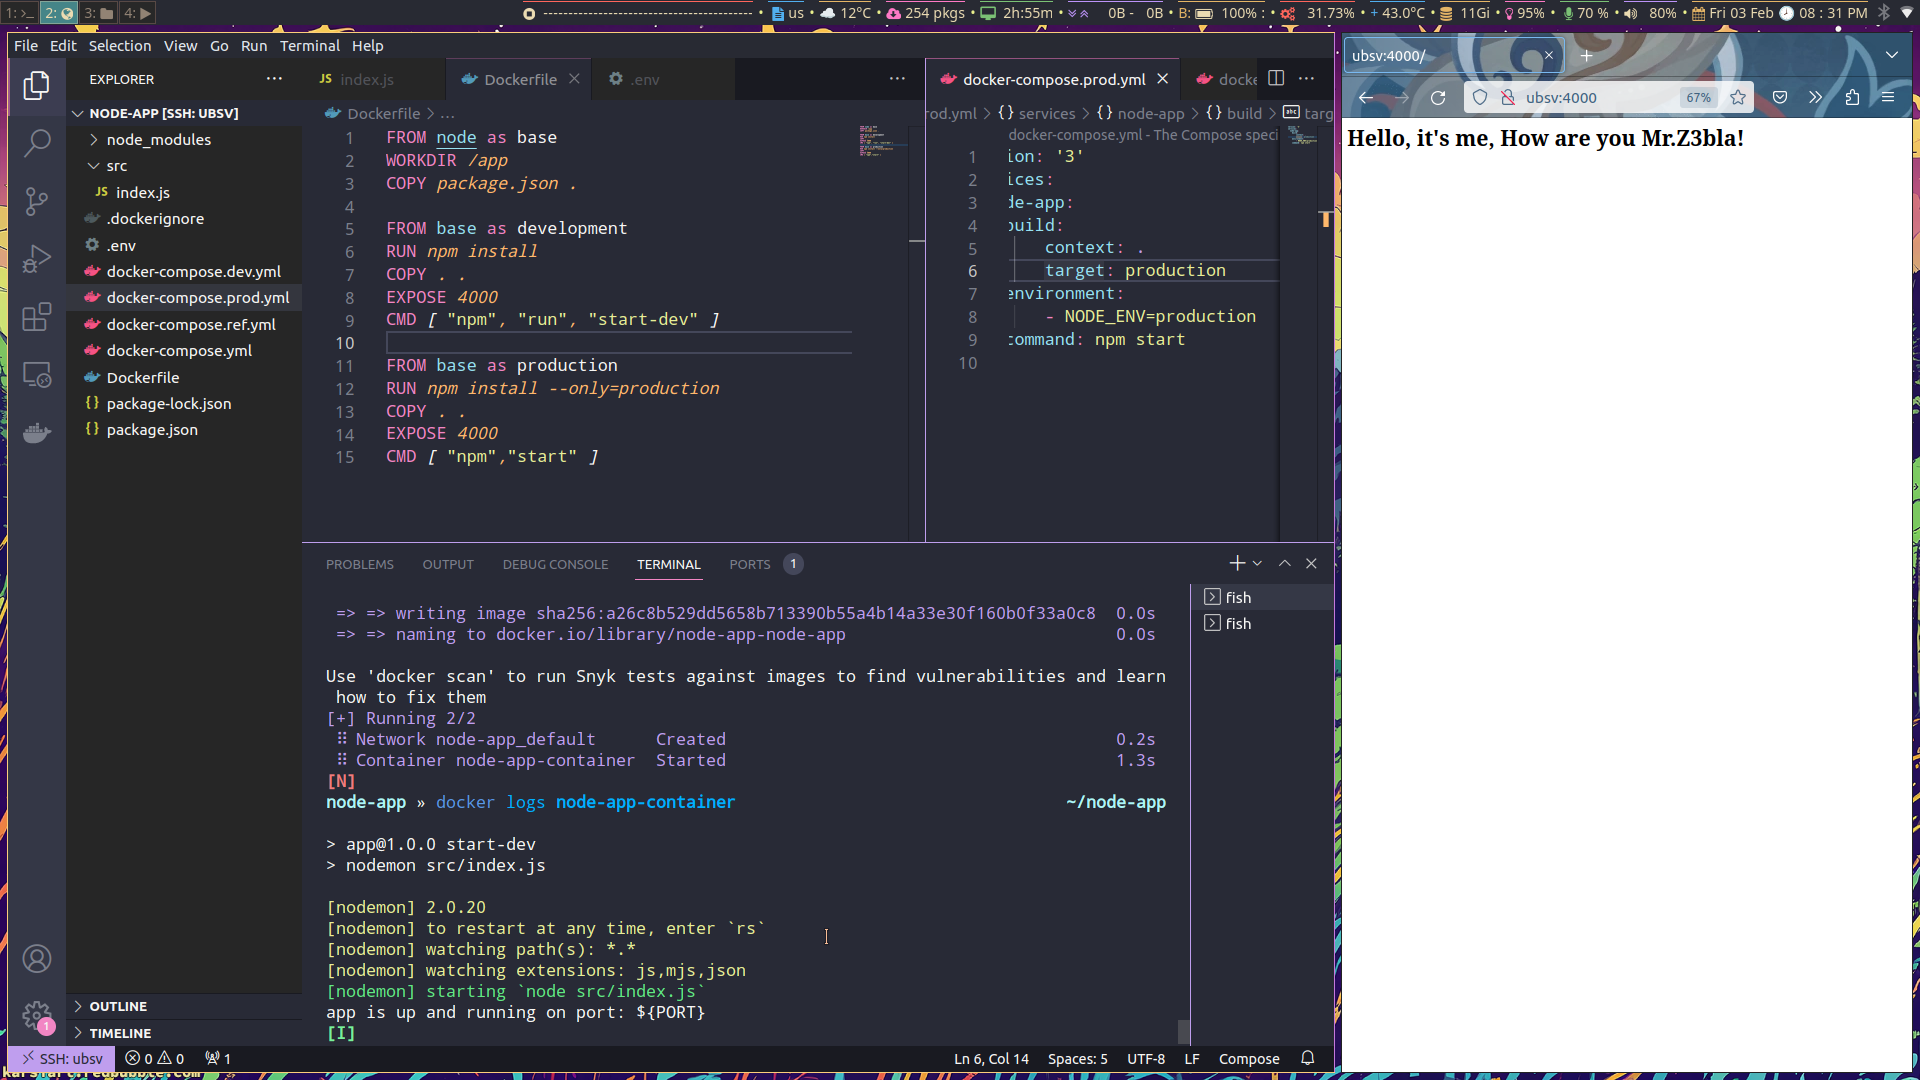 1: >_ 2: 3: 4: us 12°C 254 pkgs 2h:55m 0B - 0B B: 100% : 31.73% + 43.0°C 11Gi 95% 70 % 80% Fri 03 Feb 08 : 31 PM
File Edit Selection View Go Run Terminal Help
EXPLORER ...
NODE-APP [SSH: UBSV]
node_modules
src
JS index.js
.dockerignore
.env
docker-compose.dev.yml
docker-compose.prod.yml
docker-compose.ref.yml
docker-compose.yml
Dockerfile
{} package-lock.json
{} package.json
OUTLINE
TIMELINE
JS index.js Dockerfile .env ...
Dockerfile > ...
1 FROM node as base
2 WORKDIR /app
3 COPY package.json .
4
5 FROM base as development
6 RUN npm install
7 COPY . .
8 EXPOSE 4000
9 CMD [ "npm", "run", "start-dev" ]
10
11 FROM base as production
12 RUN npm install --only=production
13 COPY . .
14 EXPOSE 4000
15 CMD [ "npm","start" ]
docker-compose.prod.yml docke ...
rod.yml > {} services > {} node-app > {} build > abc targ
docker-compose.yml - The Compose speci
1 ion: '3'
2 ices:
3 de-app:
4 build:
5 context: .
6 target: production
7 environment:
8 - NODE_ENV=production
9 command: npm start
10
PROBLEMS OUTPUT DEBUG CONSOLE TERMINAL PORTS 1
=> => writing image sha256:a26c8b529dd5658b713390b55a4b14a33e30f160b0f33a0c8 0.0s
=> => naming to docker.io/library/node-app-node-app 0.0s
Use 'docker scan' to run Snyk tests against images to find vulnerabilities and learn
how to fix them
[+] Running 2/2
⠿ Network node-app_default Created 0.2s
⠿ Container node-app-container Started 1.3s
[N]
node-app » docker logs node-app-container ~/node-app
> app@1.0.0 start-dev
> nodemon src/index.js
[nodemon] 2.0.20
[nodemon] to restart at any time, enter `rs`
[nodemon] watching path(s): *.*
[nodemon] watching extensions: js,mjs,json
[nodemon] starting `node src/index.js`
app is up and running on port: ${PORT}
[I]
fish
fish
1
SSH: ubsv 0 0 1 Ln 6, Col 14 Spaces: 5 UTF-8 LF Compose
ubsv:4000/
ubsv:4000 67%
Hello, it's me, How are you Mr.Z3bla!